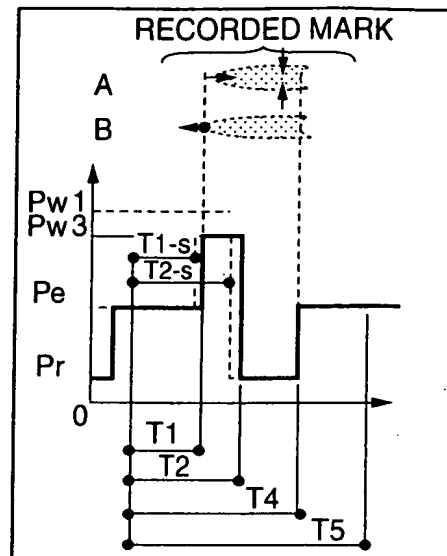 RECORDED MARK
A
B
Pw1
Pw3
T1-s
T2-s
Pe
Pr
0
T1
T2
T4
T5